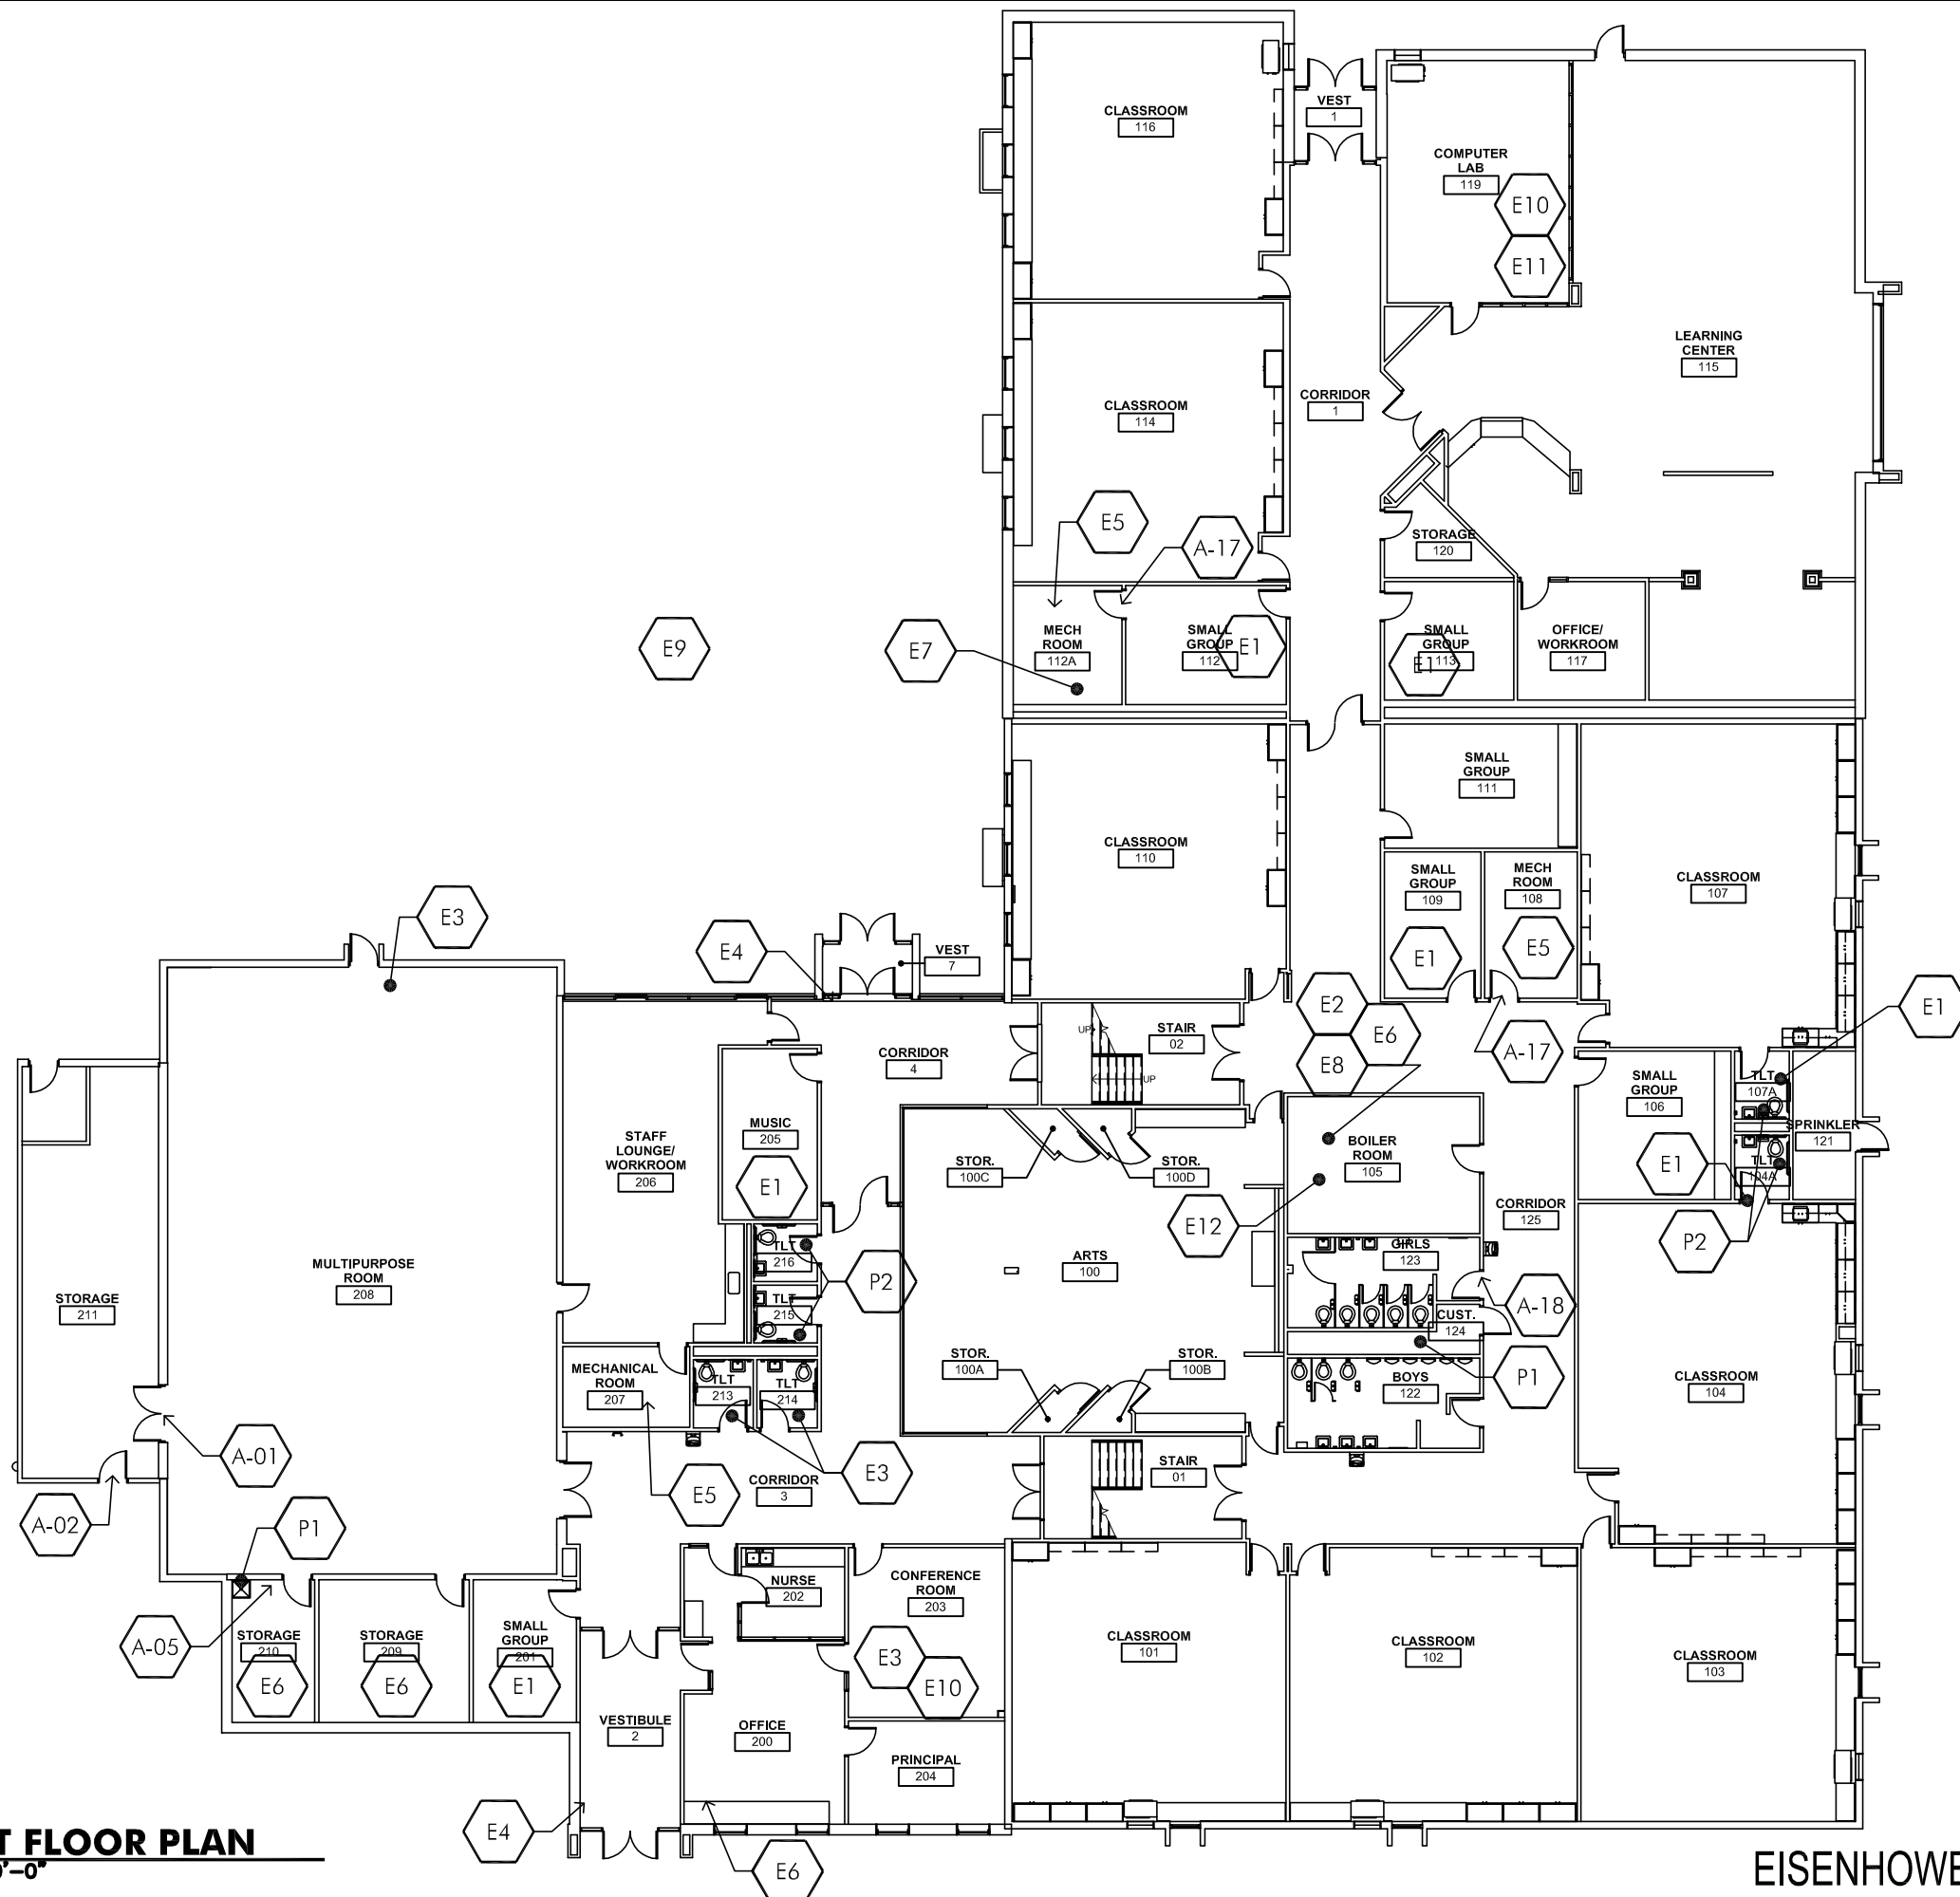 CLASSROOM
116
VEST
1
COMPUTER
LAB
119
E10
E11
LEARNING
CENTER
115
CLASSROOM
114
CORRIDOR
1
E5
A-17
STORAGE
120
E9
E7
MECH
ROOM
112A
SMALL
GROUP
112
E1
SMALL
GROUP
113
E1
OFFICE/
WORKROOM
117
SMALL
GROUP
111
CLASSROOM
110
SMALL
GROUP
109
E1
MECH
ROOM
108
E5
CLASSROOM
107
E3
E4
VEST
7
E2
E6
E8
A-17
E1
UP
UP
STAIR
02
CORRIDOR
4
SMALL
GROUP
106
E1
TLT
107A
TLT
104A
SPRINKLER
121
P2
MUSIC
205
E1
STAFF
LOUNGE/
WORKROOM
206
STOR.
100C
STOR.
100D
BOILER
ROOM
105
E12
CORRIDOR
125
TLT
216
TLT
215
P2
ARTS
100
GIRLS
123
A-18
CUST.
124
P1
BOYS
122
STORAGE
211
MULTIPURPOSE
ROOM
208
MECHANICAL
ROOM
207
TLT
213
TLT
214
STOR.
100A
STOR.
100B
CLASSROOM
104
A-01
A-02
P1
E5
CORRIDOR
3
E3
STAIR
01
A-05
STORAGE
210
E6
STORAGE
209
E6
SMALL
GROUP
201
E1
NURSE
202
CONFERENCE
ROOM
203
E3
E10
CLASSROOM
101
CLASSROOM
102
CLASSROOM
103
VESTIBULE
2
OFFICE
200
PRINCIPAL
204
E4
E6
T FLOOR PLAN
'-0"
EISENHOWE